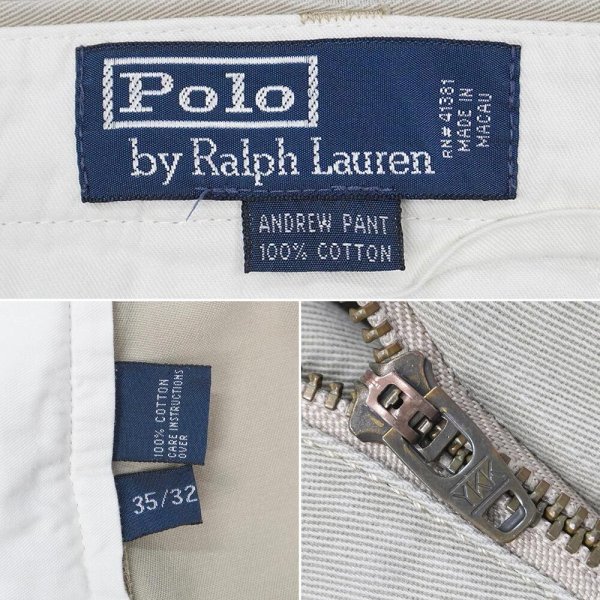 Polo
by Ralph Lauren
RN# 41381
MADE IN
MACAU
ANDREW PANT
100% COTTON
100% COTTON
CARE INSTRUCTIONS
OVER
35/32
YKK